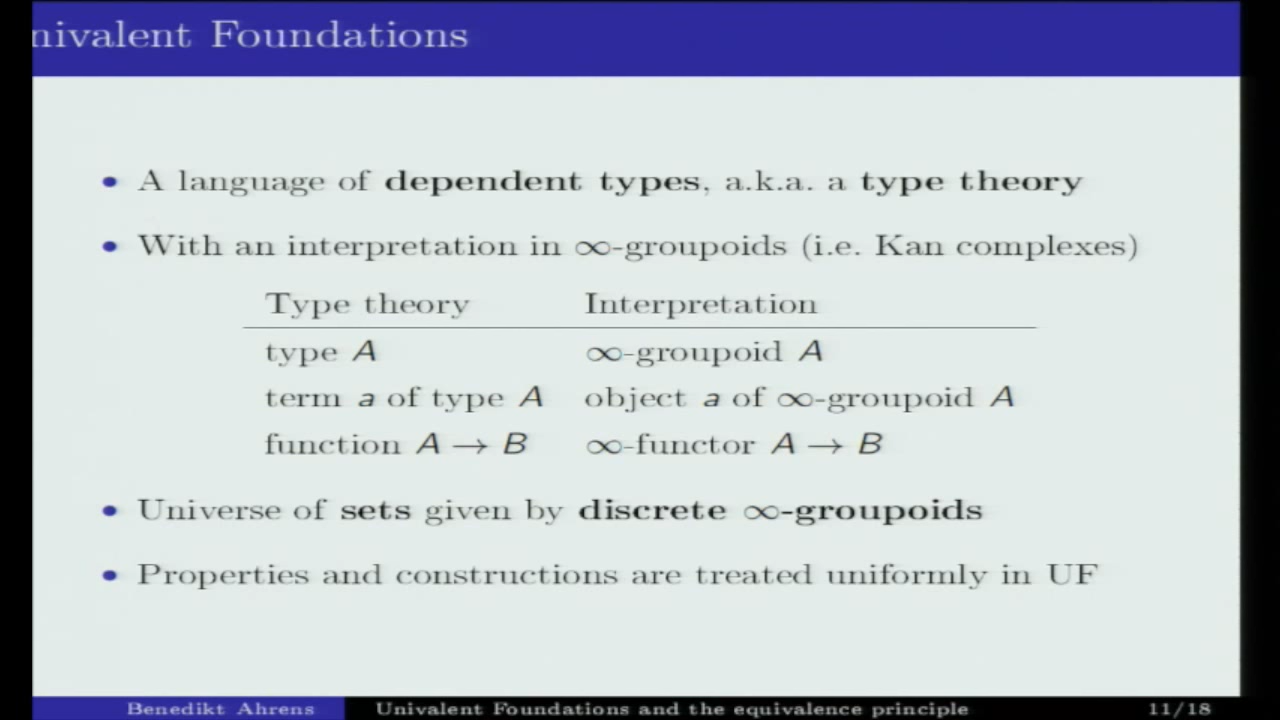 nivalent Foundations
• A language of dependent types, a.k.a. a type theory
• With an interpretation in ∞-groupoids (i.e. Kan complexes)
Type theory Interpretation
type A ∞-groupoid A
term a of type A object a of ∞-groupoid A
function A → B ∞-functor A → B
• Universe of sets given by discrete ∞-groupoids
• Properties and constructions are treated uniformly in UF
Benedikt Ahrens Univalent Foundations and the equivalence principle 11/18